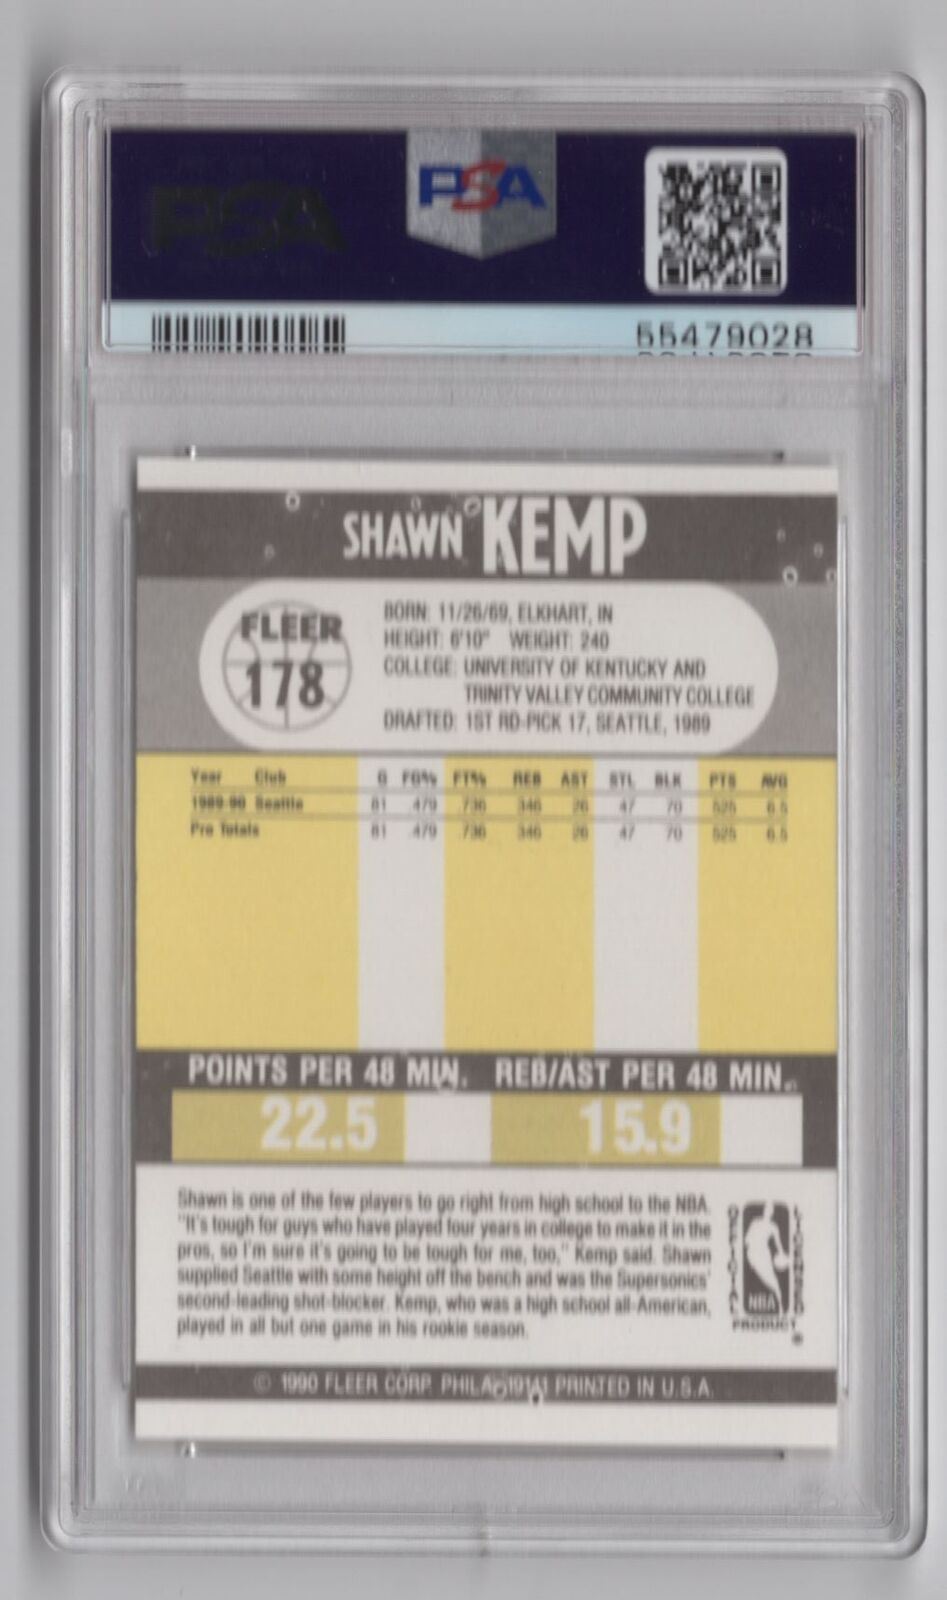 PSA
PSA
55479028
SHAWN KEMP
FLEER
178
BORN: 11/26/69, ELKHART, IN
HEIGHT: 6'10" WEIGHT: 240
COLLEGE: UNIVERSITY OF KENTUCKY AND
TRINITY VALLEY COMMUNITY COLLEGE
DRAFTED: 1ST RD-PICK 17, SEATTLE, 1989
Year Club G FG% FT% REB AST STL BLK PTS AVG
1989-90 Seattle 81 .479 .736 346 26 47 70 525 6.5
Pro Totals 81 .479 .736 346 26 47 70 525 6.5
POINTS PER 48 MIN. REB/AST PER 48 MIN.
22.5 15.9
Shawn is one of the few players to go right from high school to the NBA.
"It's tough for guys who have played four years in college to make it in the
pros, so I'm sure it's going to be tough for me, too," Kemp said. Shawn
supplied Seattle with some height off the bench and was the Supersonics'
second-leading shot-blocker. Kemp, who was a high school all-American,
played in all but one game in his rookie season.
OFFICIAL LICENSED
NBA
PRODUCT
®
© 1990 FLEER CORP. PHILA. 19141 PRINTED IN U.S.A.